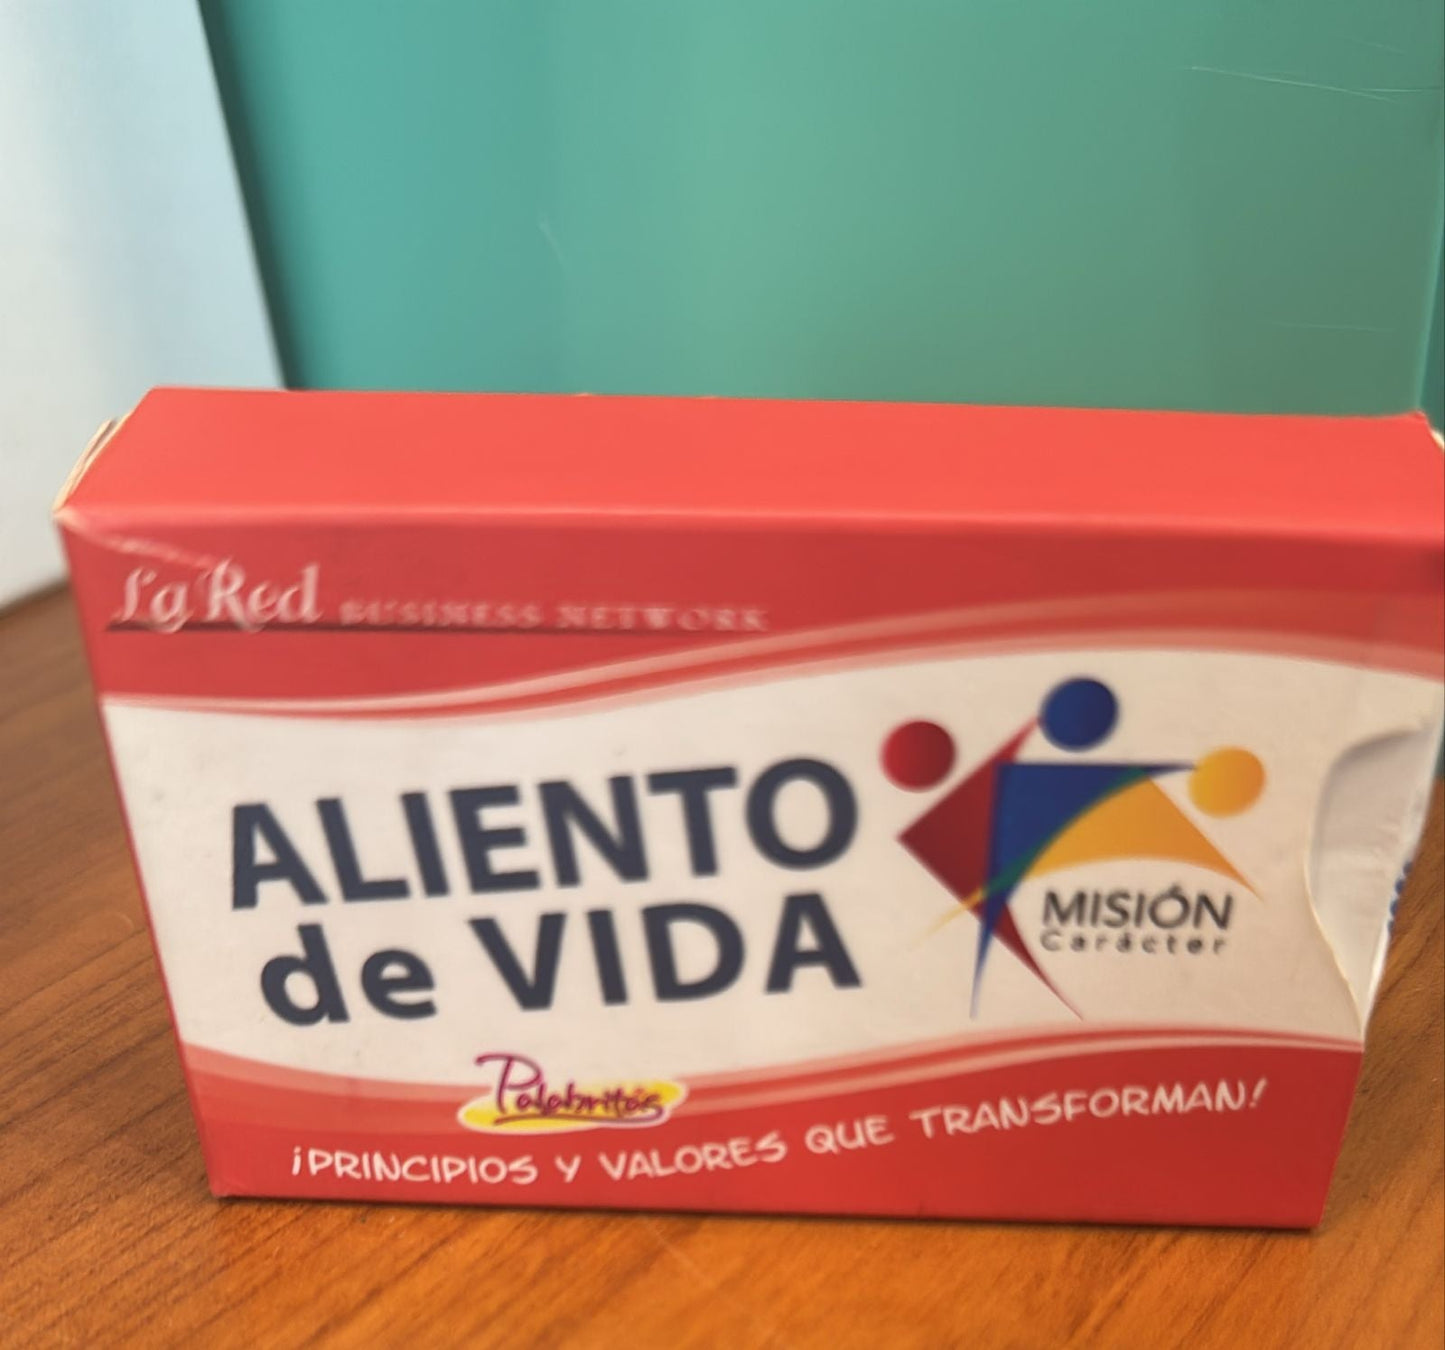 La Red BUSINESS NETWORK
ALIENTO
de VIDA
MISIÓN
Carácter
Palabritas
¡PRINCIPIOS Y VALORES QUE TRANSFORMAN!